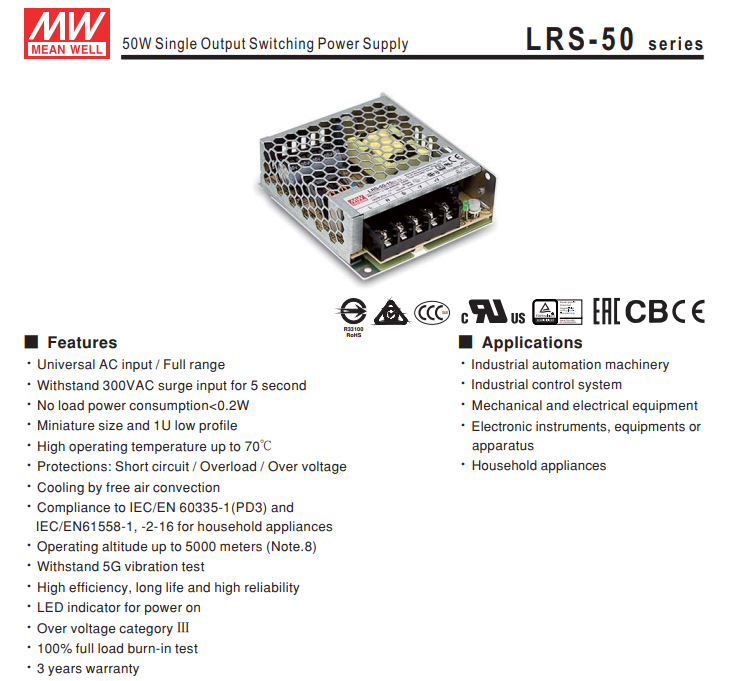 MW
MEAN WELL
50W Single Output Switching Power Supply
LRS-50 series
MW
MEAN WELL
R33100
RoHS
CCC
c UL US
EAC
CB
CE
■ Features
· Universal AC input / Full range
· Withstand 300VAC surge input for 5 second
· No load power consumption<0.2W
· Miniature size and 1U low profile
· High operating temperature up to 70℃
· Protections: Short circuit / Overload / Over voltage
· Cooling by free air convection
· Compliance to IEC/EN 60335-1(PD3) and
IEC/EN61558-1, -2-16 for household appliances
· Operating altitude up to 5000 meters (Note.8)
· Withstand 5G vibration test
· High efficiency, long life and high reliability
· LED indicator for power on
· Over voltage category Ⅲ
· 100% full load burn-in test
· 3 years warranty
■ Applications
· Industrial automation machinery
· Industrial control system
· Mechanical and electrical equipment
· Electronic instruments, equipments or
apparatus
· Household appliances